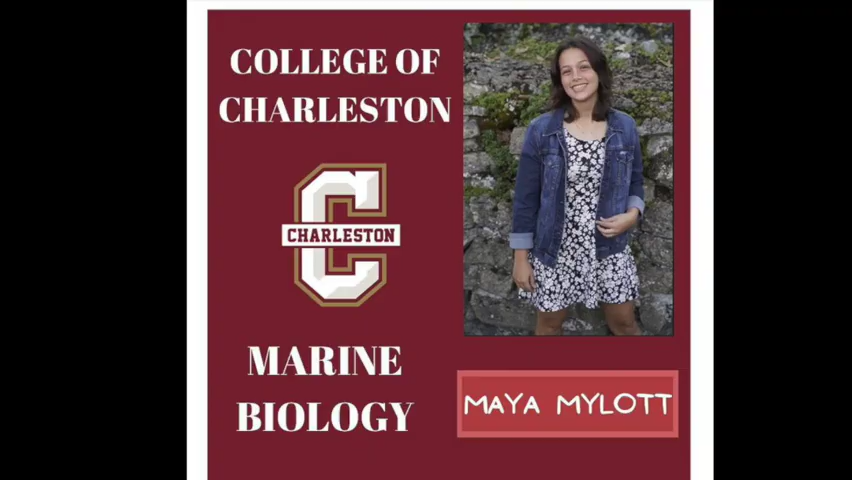 COLLEGE OF
CHARLESTON
CHARLESTON
MARINE
BIOLOGY
MAYA MYLOTT